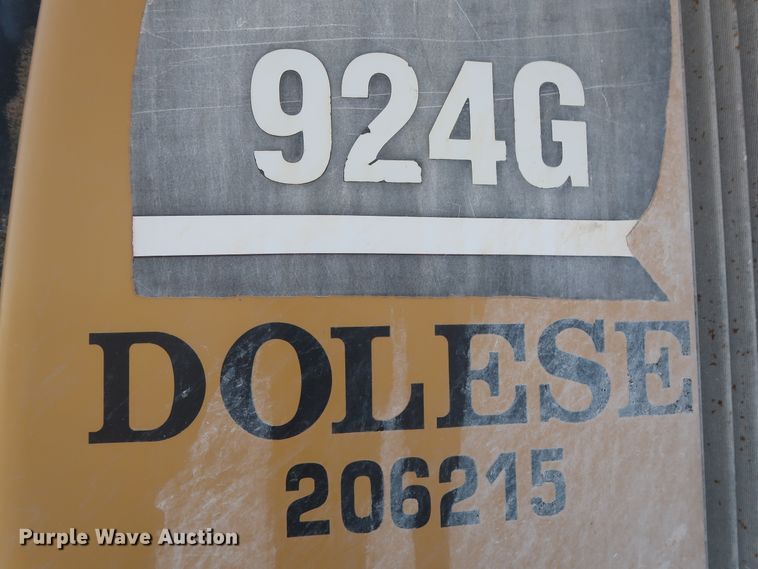 924G
DOLESE
206215
Purple Wave Auction